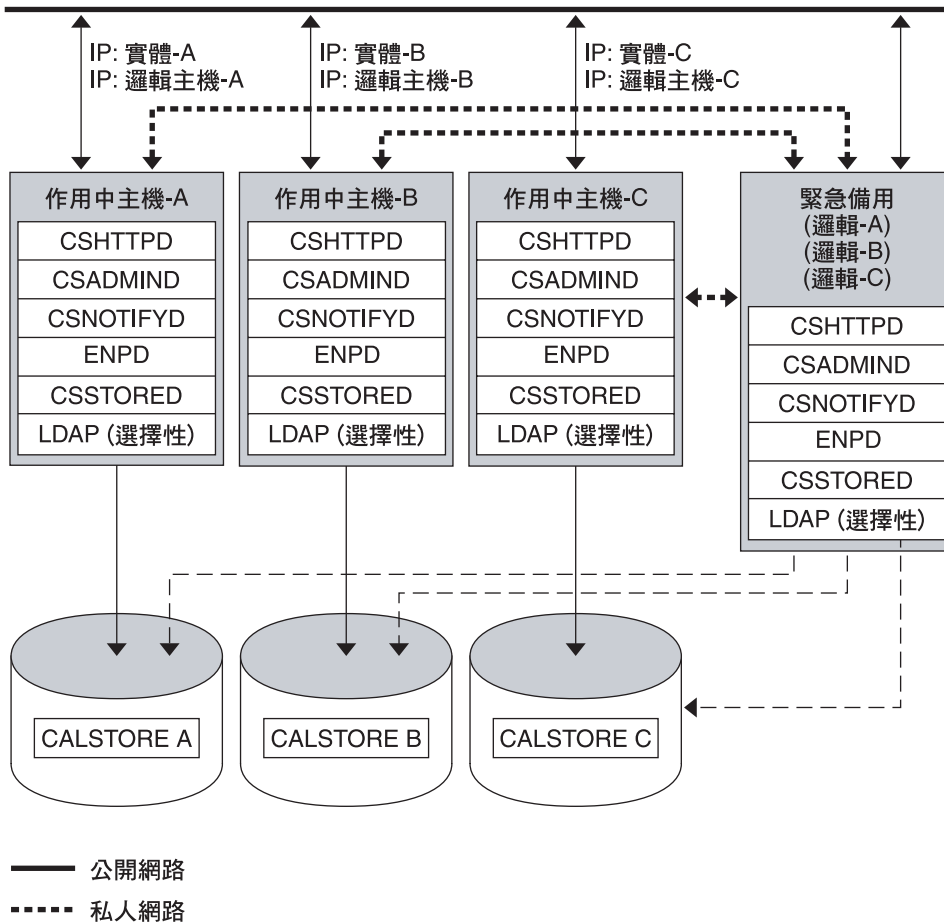 IP: 實體-A
IP: 邏輯主機-A
IP: 實體-B
IP: 邏輯主機-B
IP: 實體-C
IP: 邏輯主機-C
作用中主機-A
CSHTTPD
CSADMIND
CSNOTIFYD
ENPD
CSSTORED
LDAP (選擇性)
作用中主機-B
CSHTTPD
CSADMIND
CSNOTIFYD
ENPD
CSSTORED
LDAP (選擇性)
作用中主機-C
CSHTTPD
CSADMIND
CSNOTIFYD
ENPD
CSSTORED
LDAP (選擇性)
緊急備用
(邏輯-A)
(邏輯-B)
(邏輯-C)
CSHTTPD
CSADMIND
CSNOTIFYD
ENPD
CSSTORED
LDAP (選擇性)
CALSTORE A
CALSTORE B
CALSTORE C
公開網路
私人網路